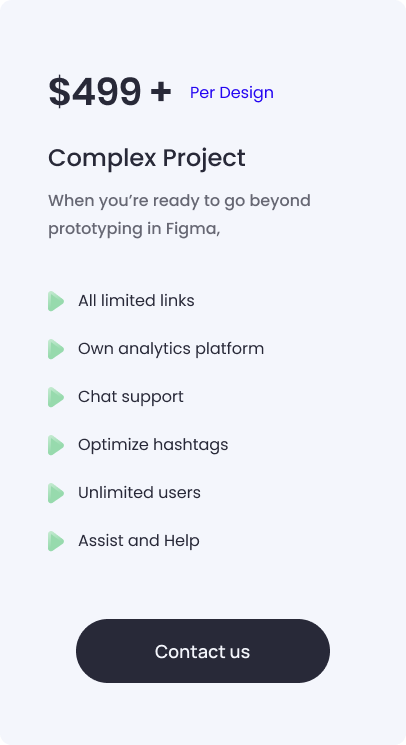 $499 + Per Design
Complex Project
When you’re ready to go beyond
prototyping in Figma,
All limited links
Own analytics platform
Chat support
Optimize hashtags
Unlimited users
Assist and Help
Contact us